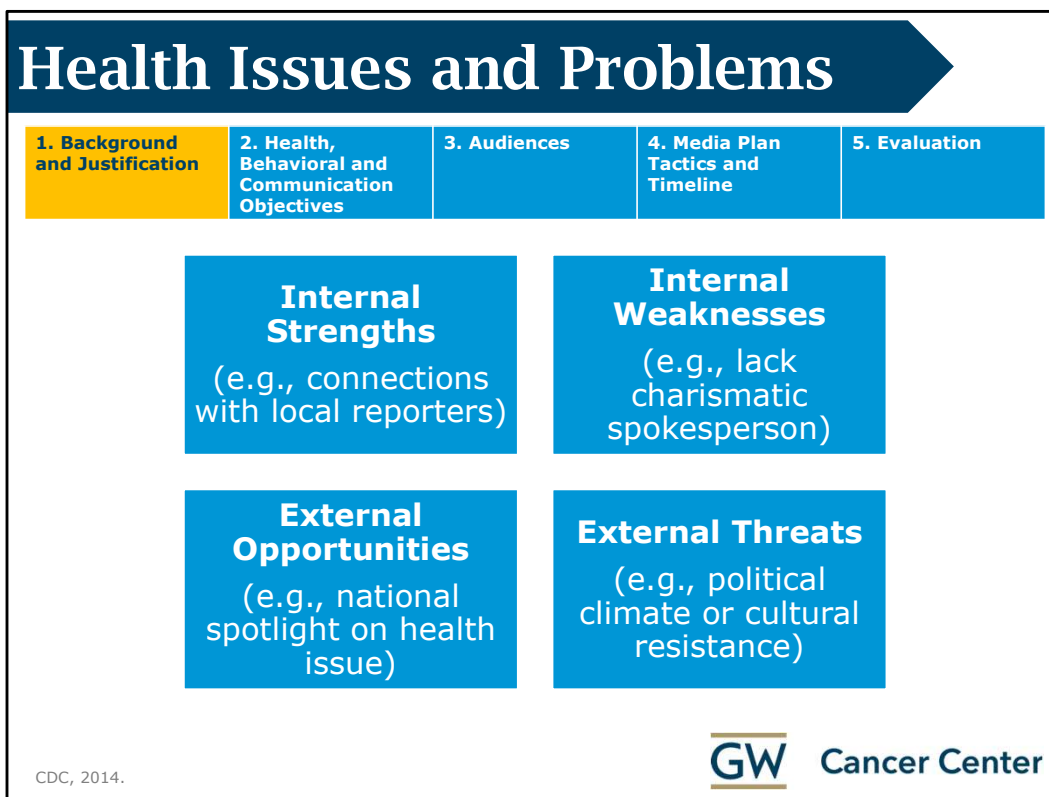 Health Issues and Problems
1. Background
and Justification
2. Health,
Behavioral and
Communication
Objectives
3. Audiences
4. Media Plan
Tactics and
Timeline
5. Evaluation
Internal
Strengths
(e.g., connections
with local reporters)
Internal
Weaknesses
(e.g., lack
charismatic
spokesperson)
External
Opportunities
(e.g., national
spotlight on health
issue)
External Threats
(e.g., political
climate or cultural
resistance)
CDC, 2014.
GW Cancer Center